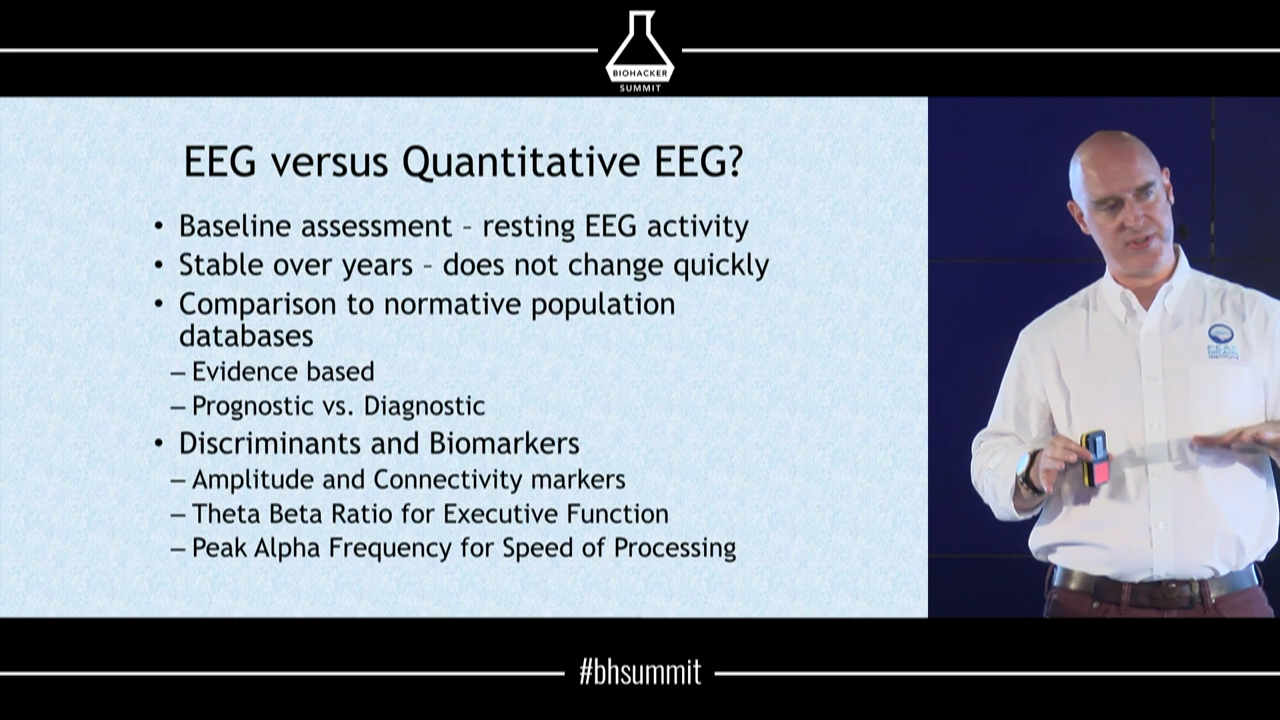 BIOHACKER
SUMMIT
EEG versus Quantitative EEG?
• Baseline assessment – resting EEG activity
• Stable over years – does not change quickly
• Comparison to normative population
databases
– Evidence based
– Prognostic vs. Diagnostic
• Discriminants and Biomarkers
– Amplitude and Connectivity markers
– Theta Beta Ratio for Executive Function
– Peak Alpha Frequency for Speed of Processing
PEAK
#bhsummit